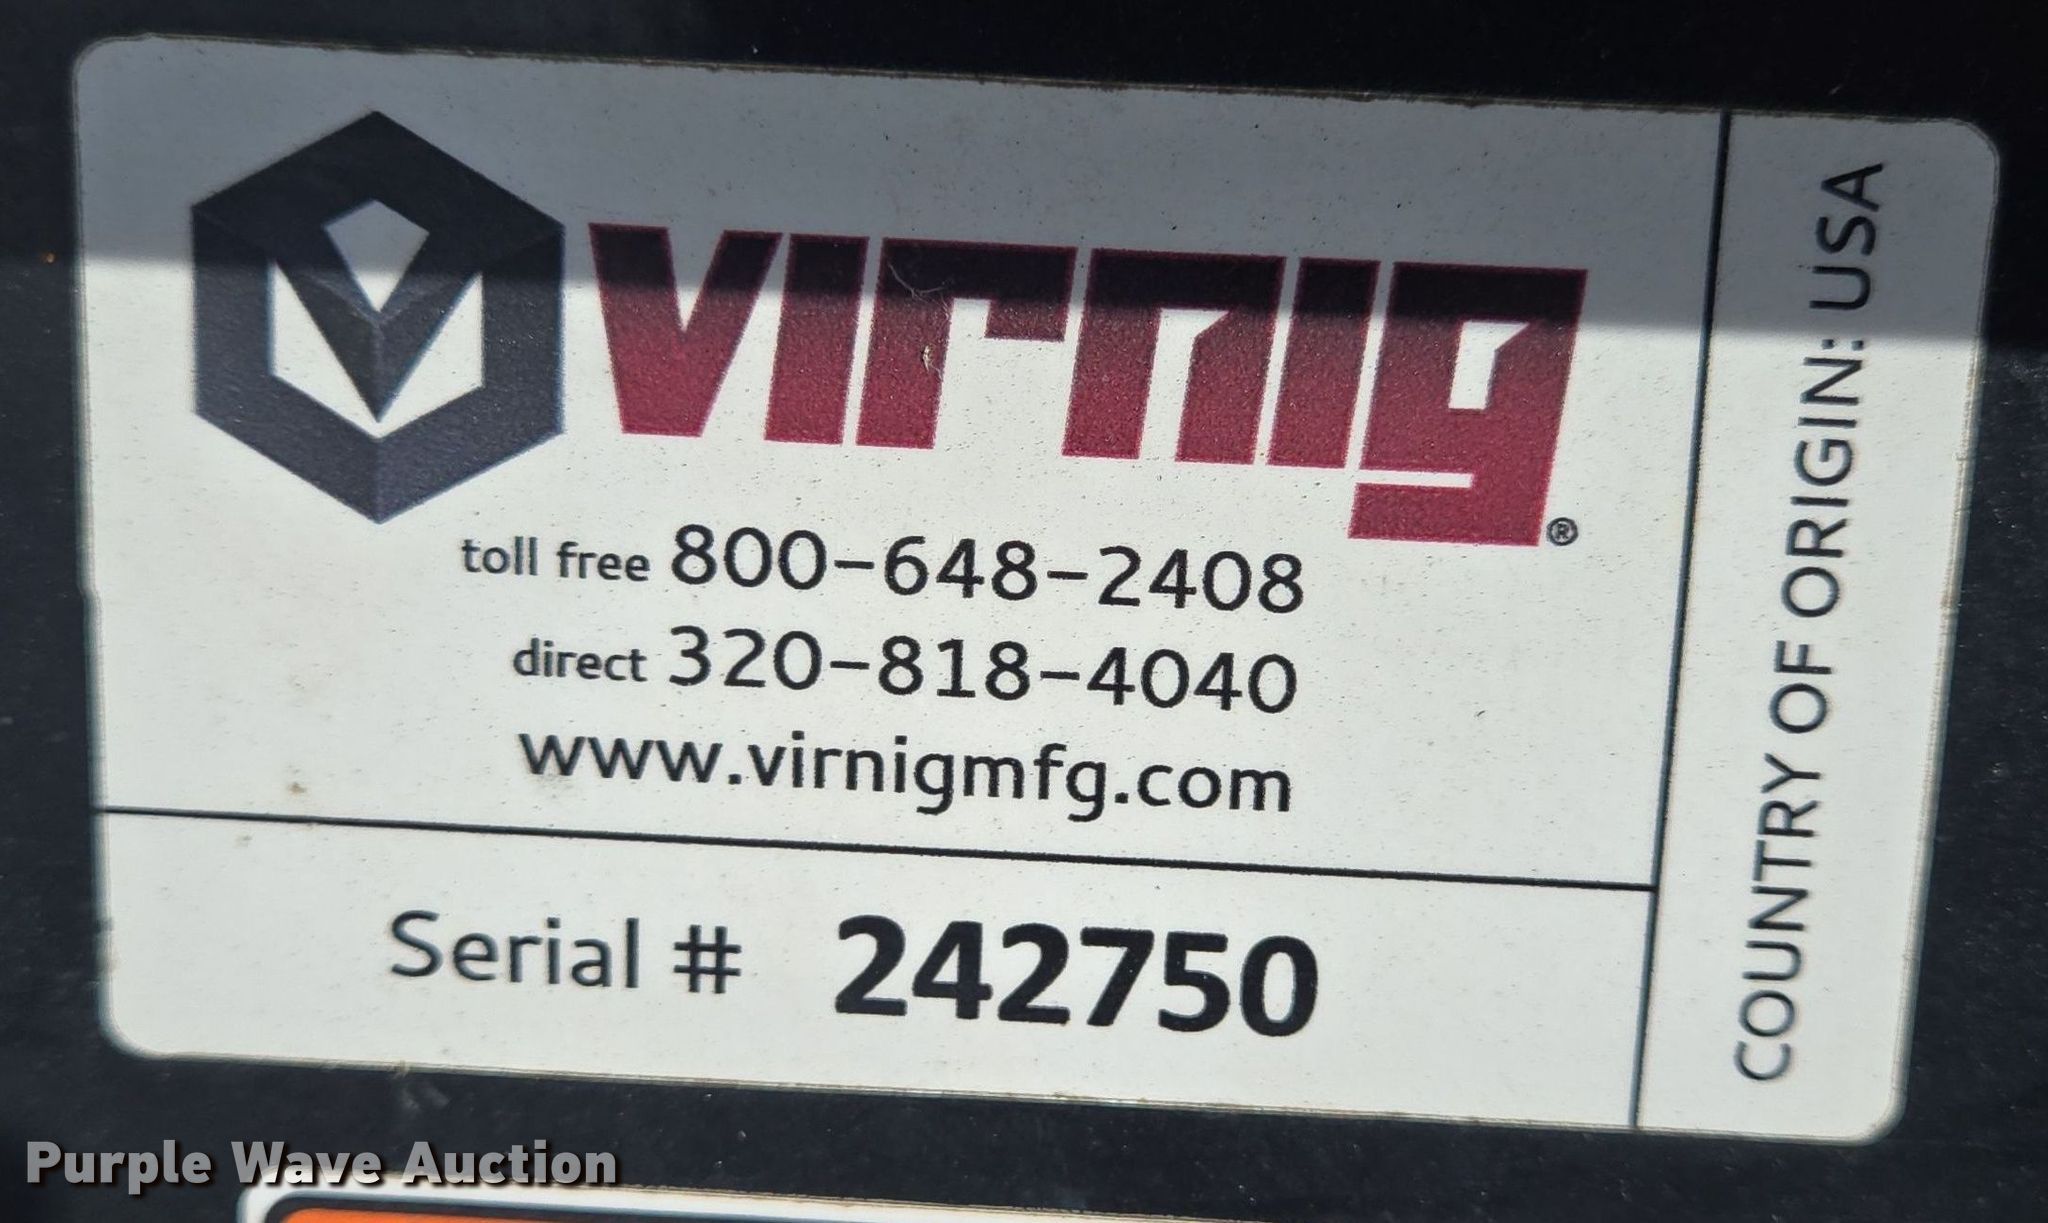 virnig®
toll free 800-648-2408
direct 320-818-4040
www.virnigmfg.com
Serial # 242750
COUNTRY OF ORIGIN: USA
Purple Wave Auction